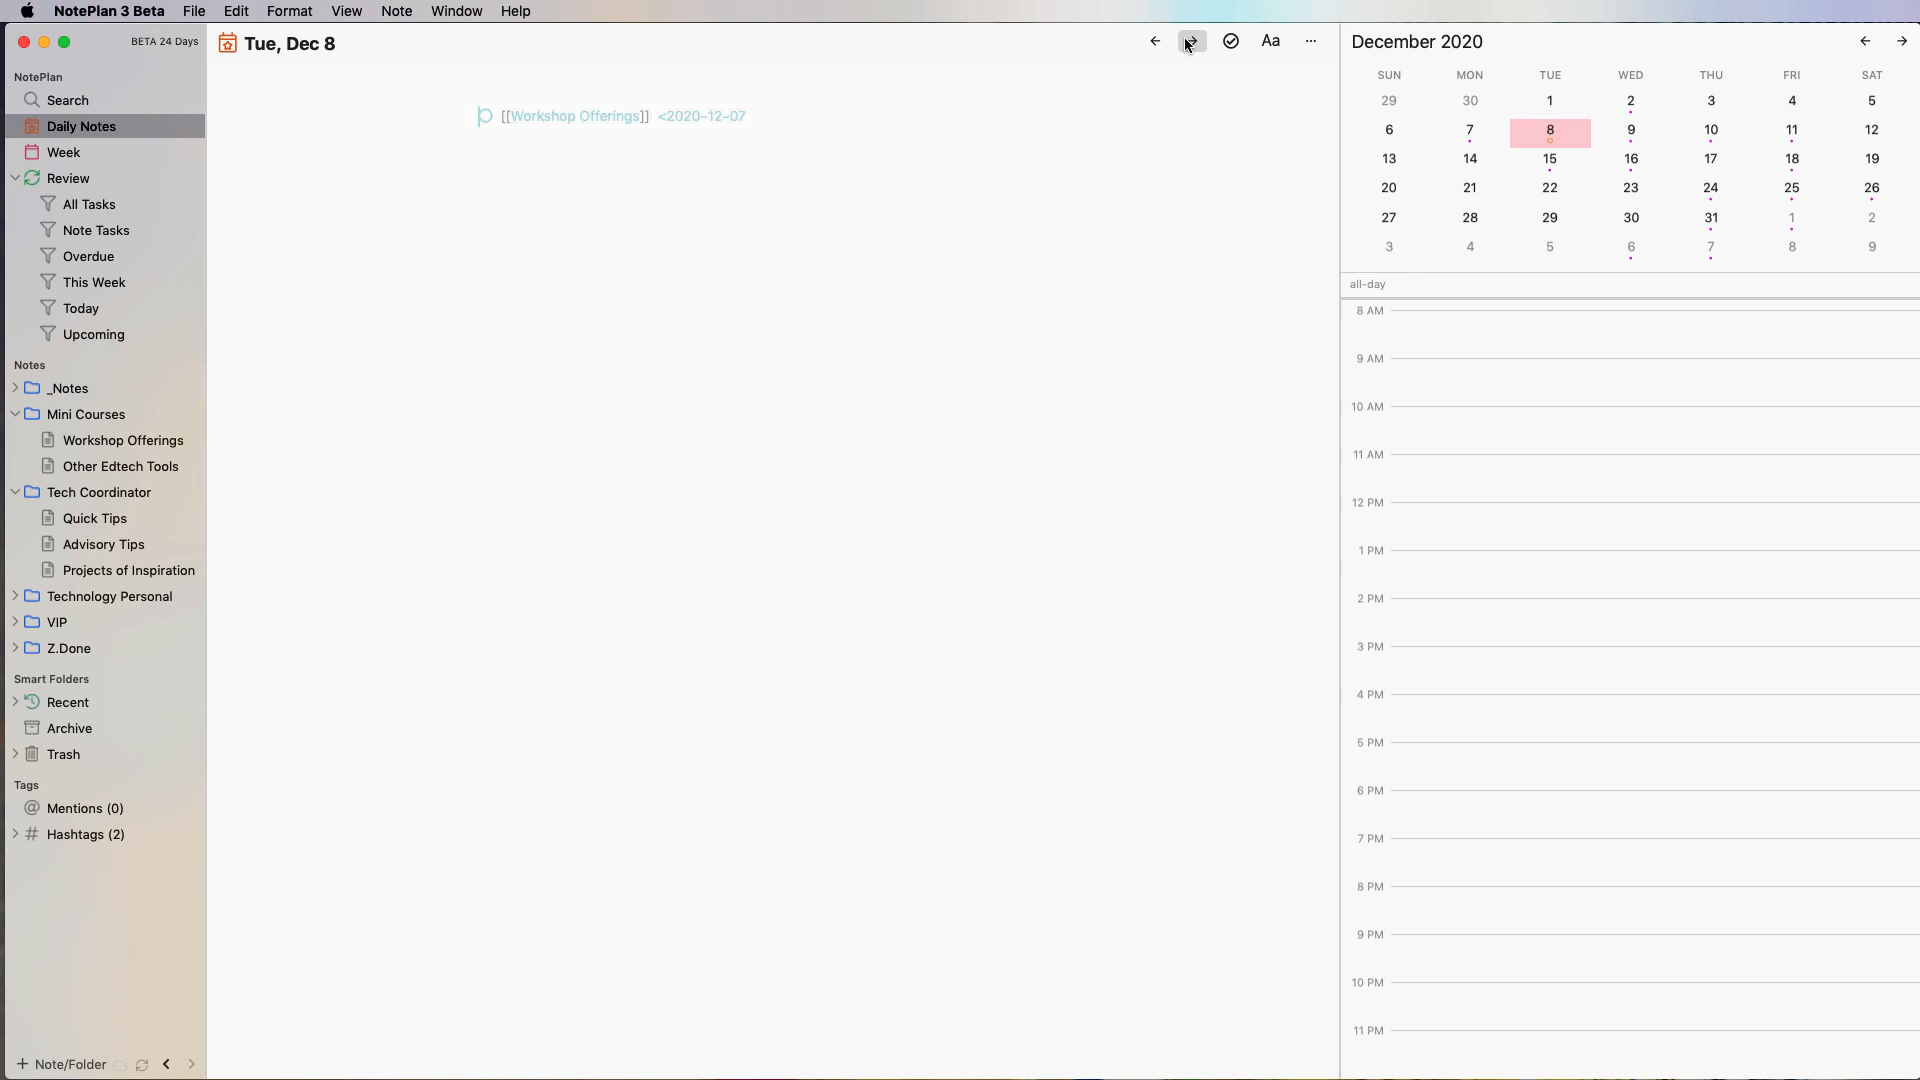 NotePlan 3 Beta File Edit Format View Note Window Help
BETA 24 Days
NotePlan
Search
Daily Notes
Week
Review
All Tasks
Note Tasks
Overdue
This Week
Today
Upcoming
Notes
_Notes
Mini Courses
Workshop Offerings
Other Edtech Tools
Tech Coordinator
Quick Tips
Advisory Tips
Projects of Inspiration
Technology Personal
VIP
Z.Done
Smart Folders
Recent
Archive
Trash
Tags
@ Mentions (0)
# Hashtags (2)
+ Note/Folder
Tue, Dec 8
Aa ...
[[Workshop Offerings]] <2020-12-07
December 2020
SUN MON TUE WED THU FRI SAT
29 30 1 2 3 4 5
6 7 8 9 10 11 12
13 14 15 16 17 18 19
20 21 22 23 24 25 26
27 28 29 30 31 1 2
3 4 5 6 7 8 9
all-day
8 AM
9 AM
10 AM
11 AM
12 PM
1 PM
2 PM
3 PM
4 PM
5 PM
6 PM
7 PM
8 PM
9 PM
10 PM
11 PM